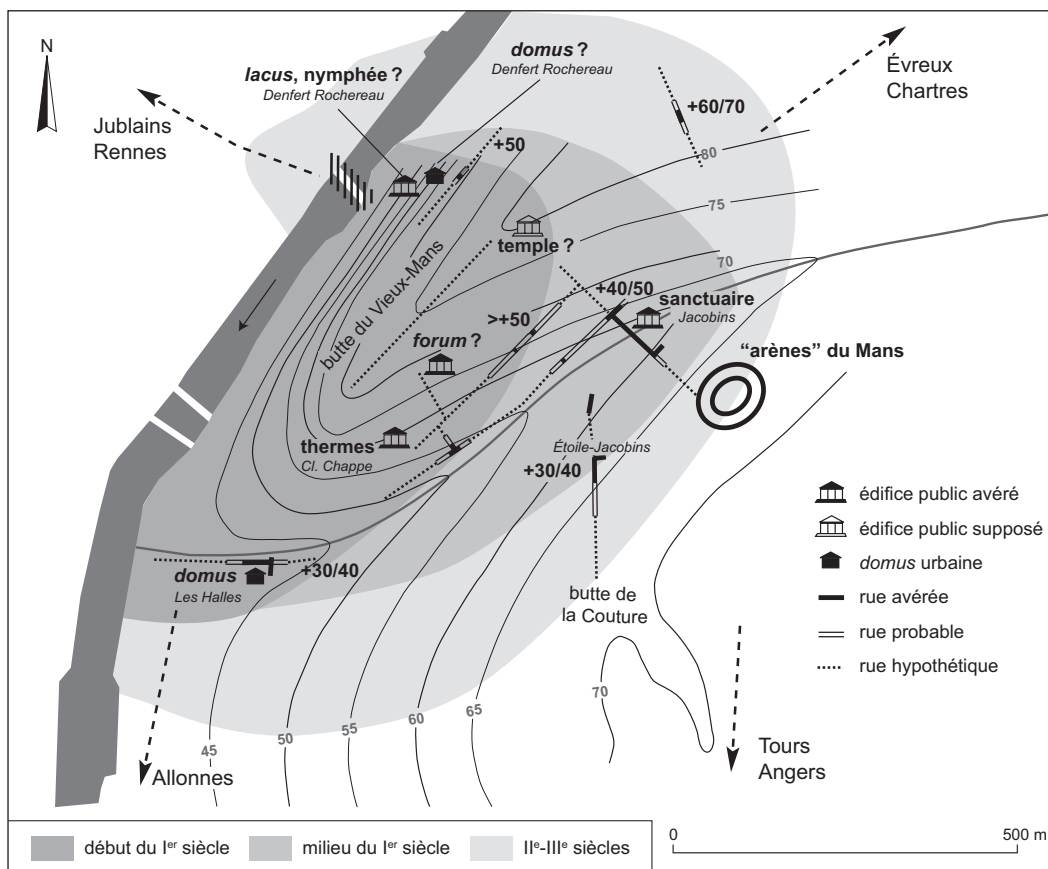 N
lacus, nymphée ?
Denfert Rochereau
domus ?
Denfert Rochereau
Évreux
Chartres
Jublains
Rennes
+60/70
+50
80
75
temple ?
70
butte du Vieux-Mans
+40/50
sanctuaire
Jacobins
>+50
forum ?
"arènes" du Mans
thermes
Cl. Chappe
Étoile-Jacobins
+30/40
domus
Les Halles
+30/40
butte de
la Couture
70
65
60
55
50
45
Allonnes
Tours
Angers
édifice public avéré
édifice public supposé
domus urbaine
rue avérée
rue probable
rue hypothétique
début du Ier siècle
milieu du Ier siècle
IIe-IIIe siècles
0 500 m